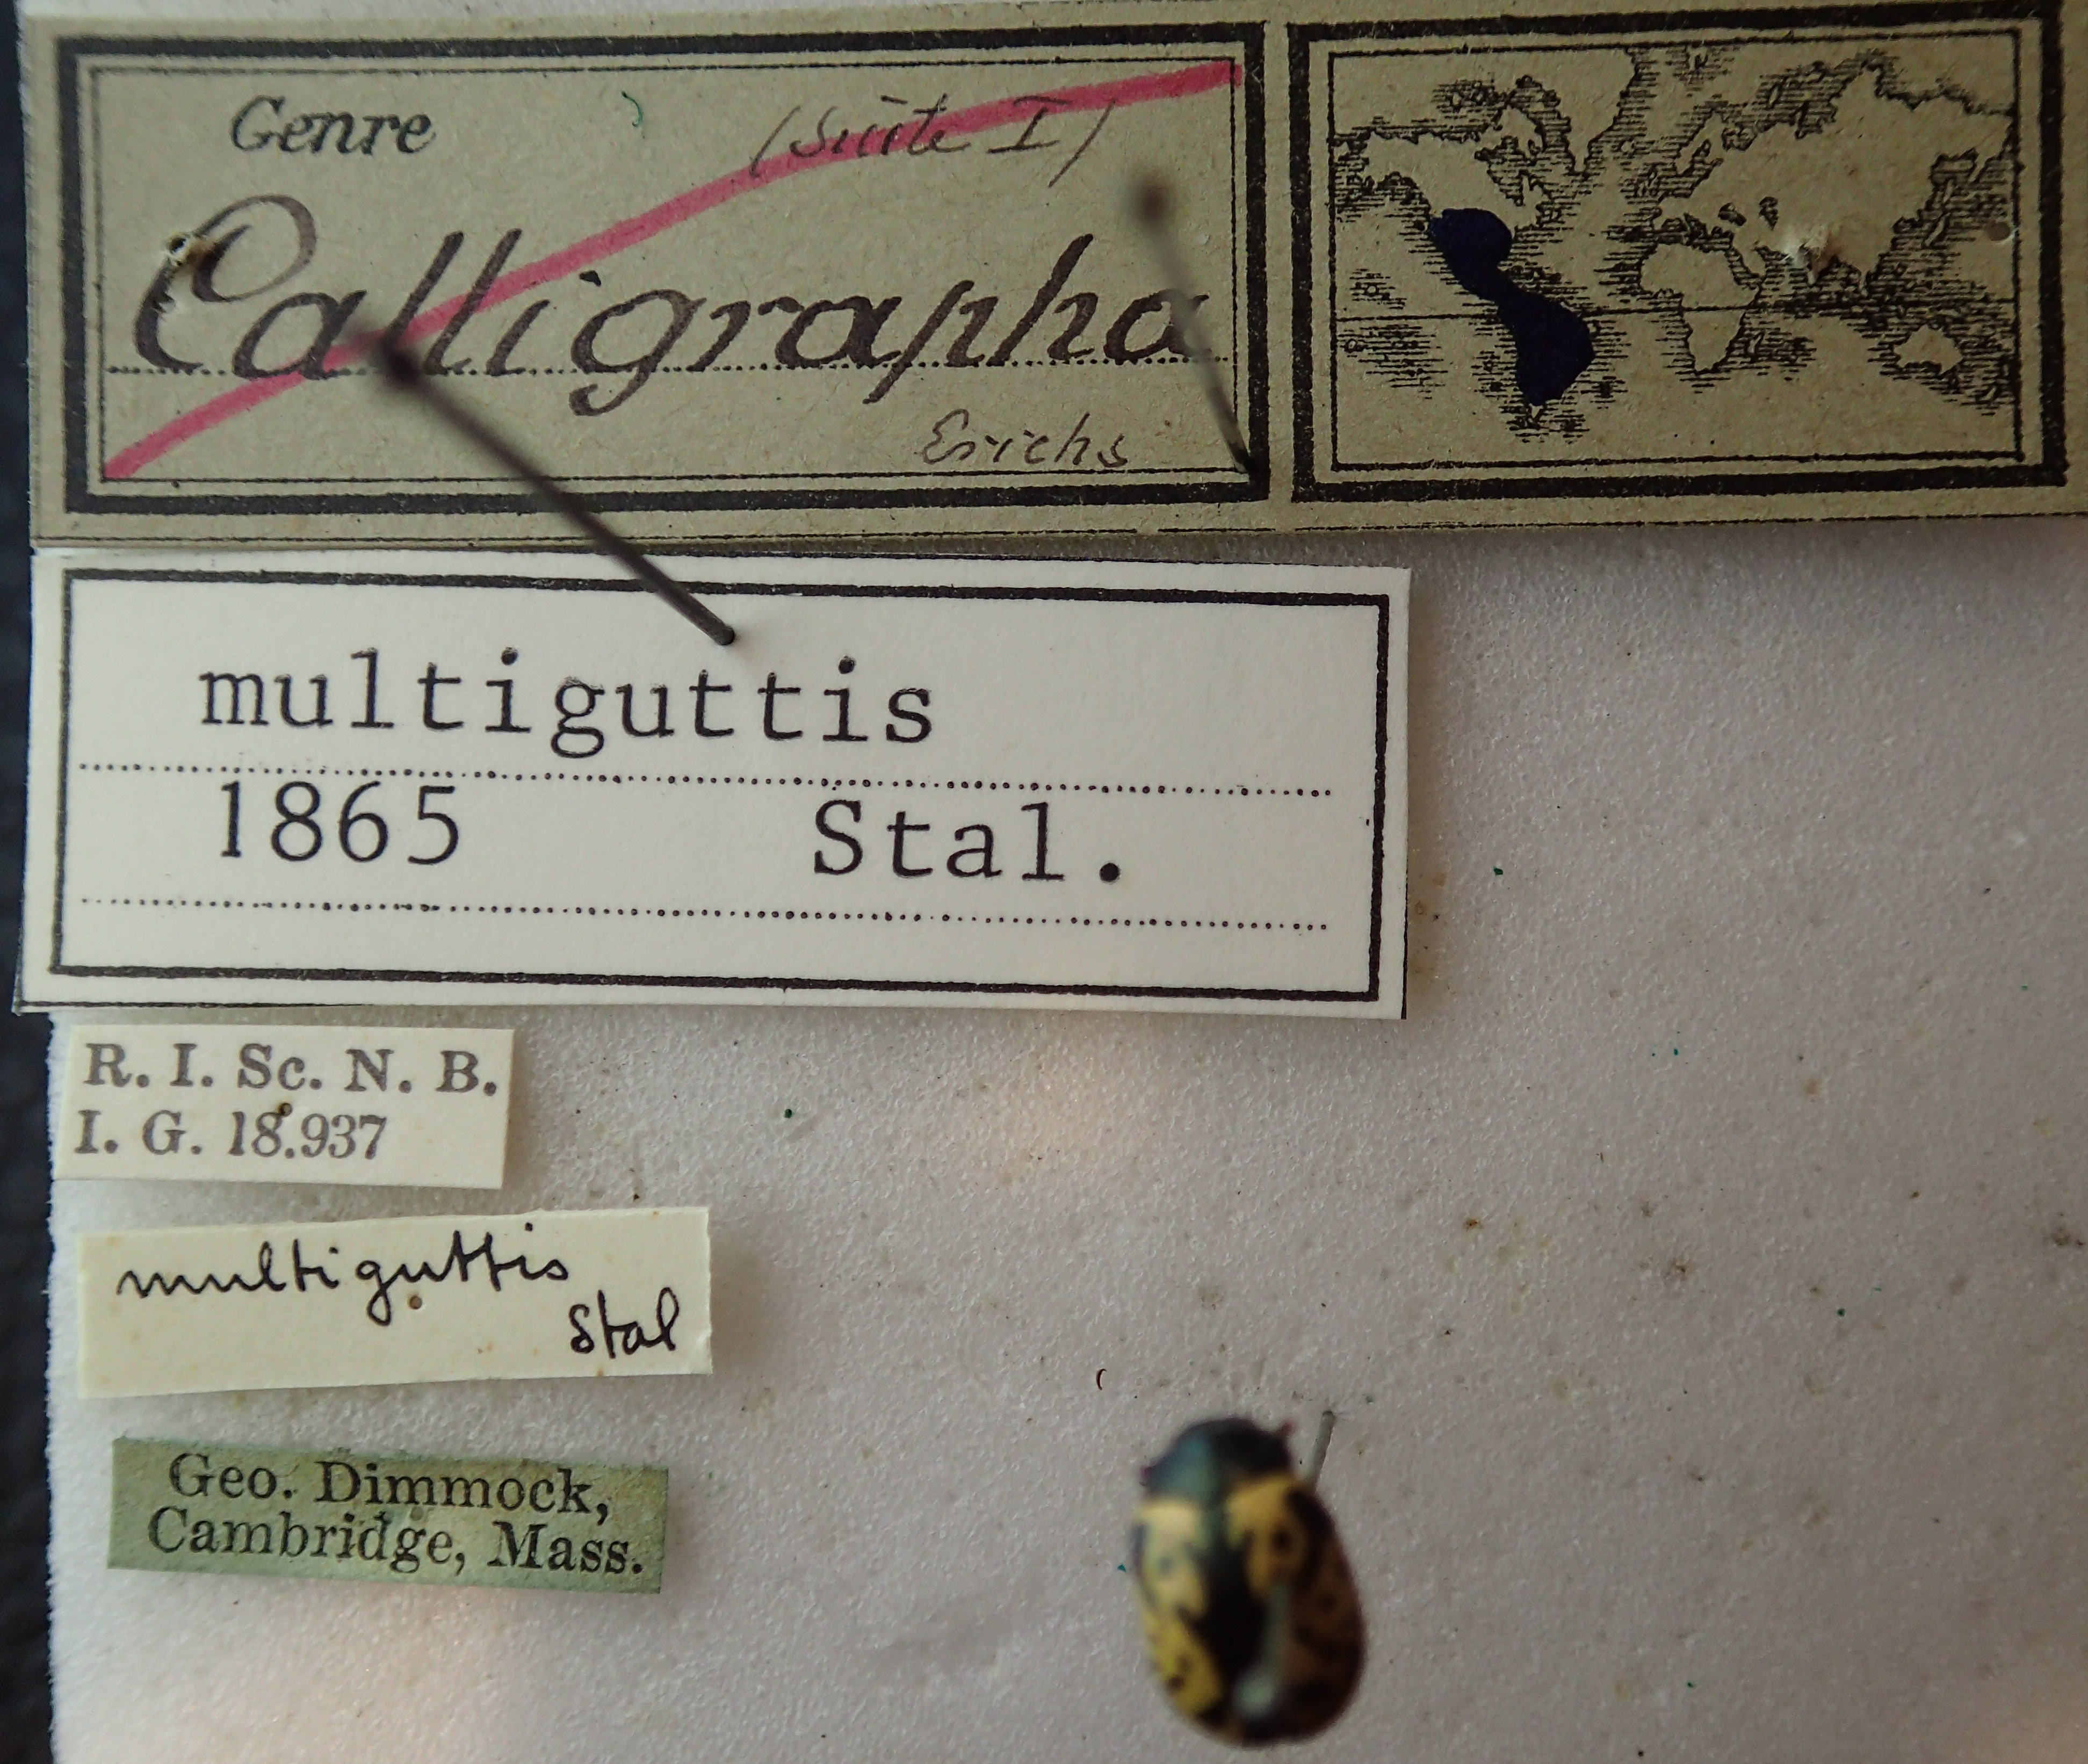 Genre (Suite I)
Calligrapha
Erichs
multiguttis
1865 Stal.
R. I. Sc. N. B.
I. G. 18.937
multiguttis
Stal
Geo. Dimmock,
Cambridge, Mass.